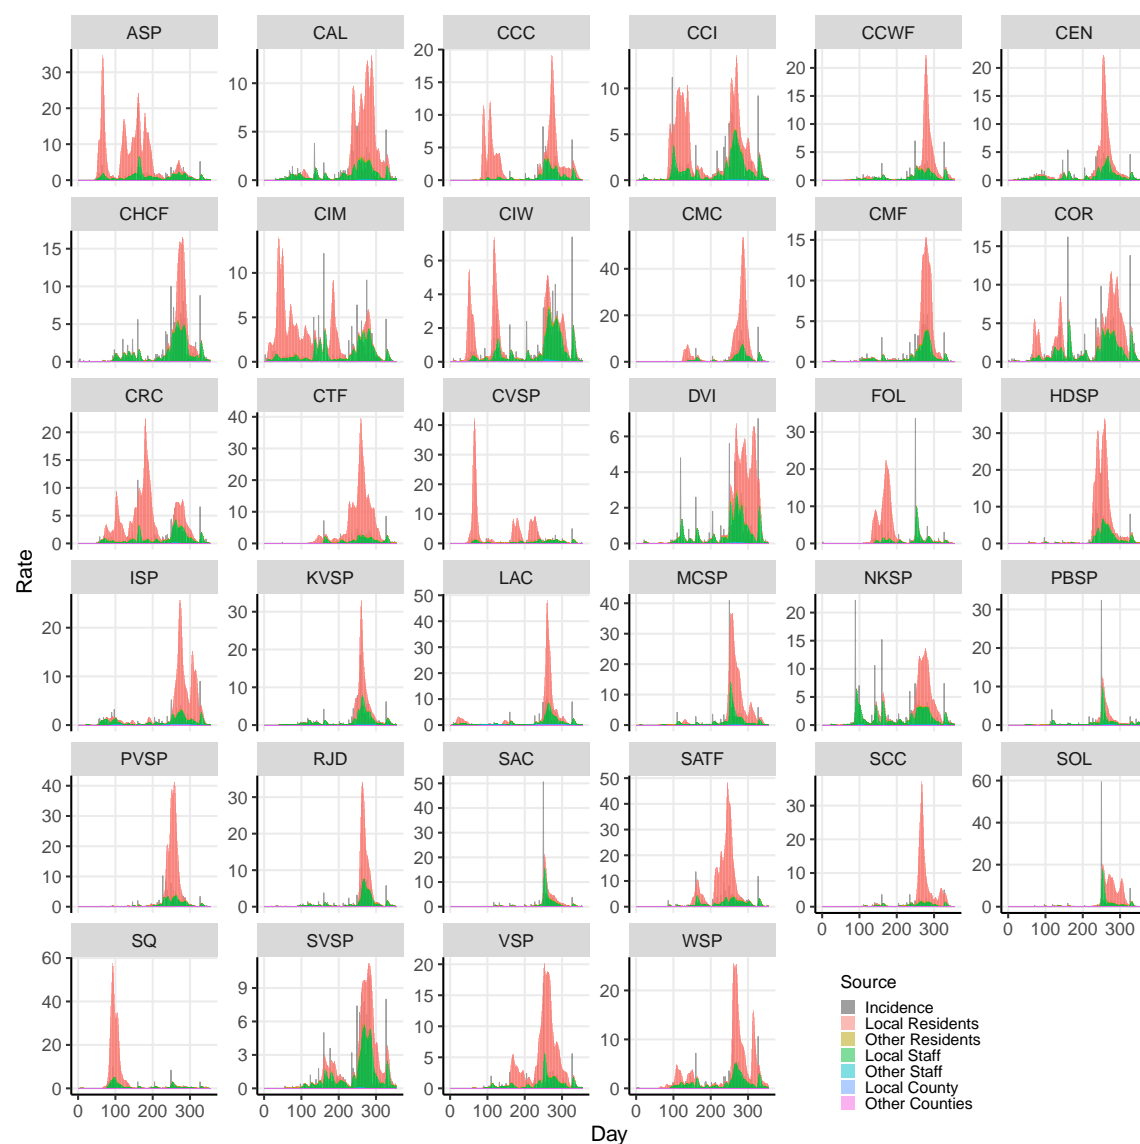 ASP CAL CCC CCI CCWF CEN
30 20 10 0
10 5 0
20 15 10 5 0
10 5 0
20 15 10 5 0
20 15 10 5 0
CHCF CIM CIW CMC CMF COR
15 10 5 0
10 5 0
6 4 2 0
40 20 0
15 10 5 0
15 10 5 0
CRC CTF CVSP DVI FOL HDSP
20 15 10 5 0
40 30 20 10 0
40 30 20 10 0
6 4 2 0
30 20 10 0
30 20 10 0
Rate
ISP KVSP LAC MCSP NKSP PBSP
20 10 0
30 20 10 0
50 40 30 20 10 0
40 30 20 10 0
20 15 10 5 0
30 20 10 0
PVSP RJD SAC SATF SCC SOL
40 30 20 10 0
30 20 10 0
50 40 30 20 10 0
50 40 30 20 10 0
30 20 10 0
60 40 20 0
0 100 200 300
0 100 200 300
SQ SVSP VSP WSP
60 40 20 0
9 6 3 0
20 15 10 5 0
20 10 0
0 100 200 300
0 100 200 300
0 100 200 300
0 100 200 300
Day
Source
Incidence
Local Residents
Other Residents
Local Staff
Other Staff
Local County
Other Counties